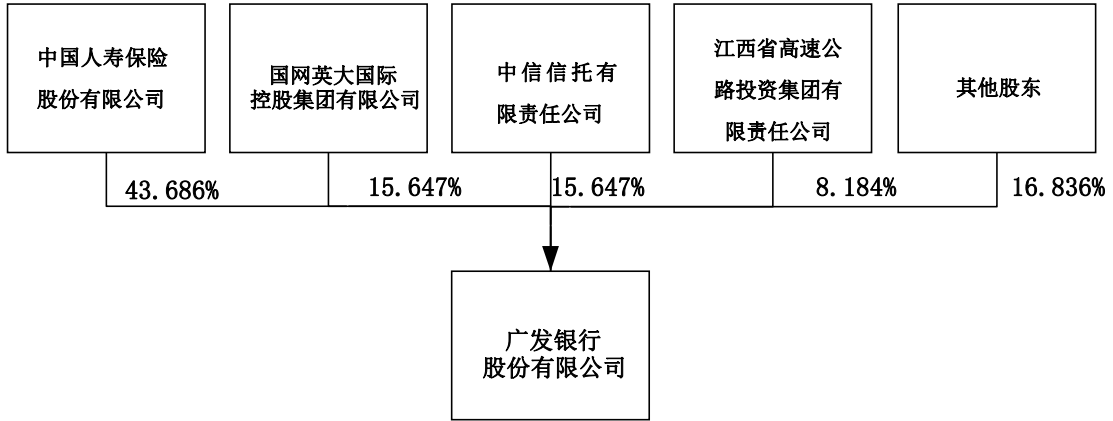 中国人寿保险
股份有限公司
国网英大国际
控股集团有限公司
中信信托有
限责任公司
江西省高速公
路投资集团有
限责任公司
其他股东
43.686%
15.647%
15.647%
8.184%
16.836%
广发银行
股份有限公司